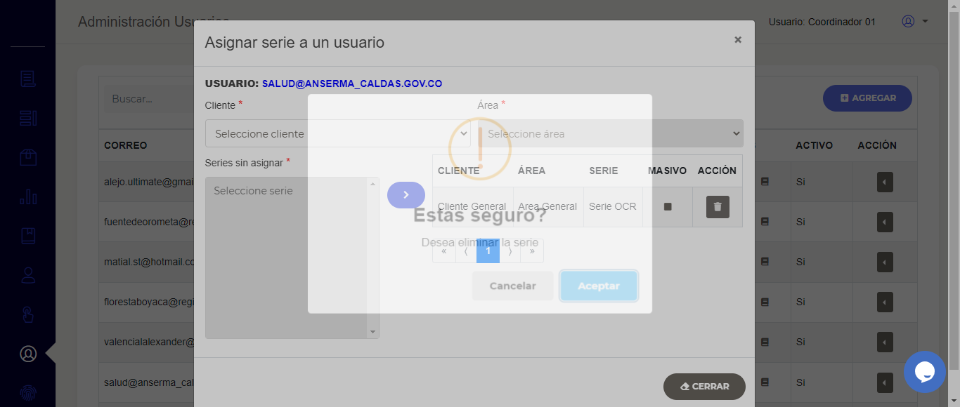 Administración Usuarios
Usuario: Coordinador 01
Asignar serie a un usuario
×
USUARIO: SALUD@ANSERMA_CALDAS.GOV.CO
Buscar...
AGREGAR
Cliente *
Área *
Seleccione cliente
Seleccione área
Series sin asignar *
Seleccione serie
CLIENTE ÁREA SERIE MASIVO ACCIÓN
Cliente General Area General Serie OCR
« ⟨ 1 ⟩ »
Estas seguro?
Desea eliminar la serie
Cancelar
Aceptar
CERRAR
CORREO
ACTIVO ACCIÓN
alejo.ultimate@gmai
Si
fuentedeorometa@r
Si
matial.st@hotmail.co
Si
florestaboyaca@regi
Si
valencialalexander@
Si
salud@anserma_cal
Si